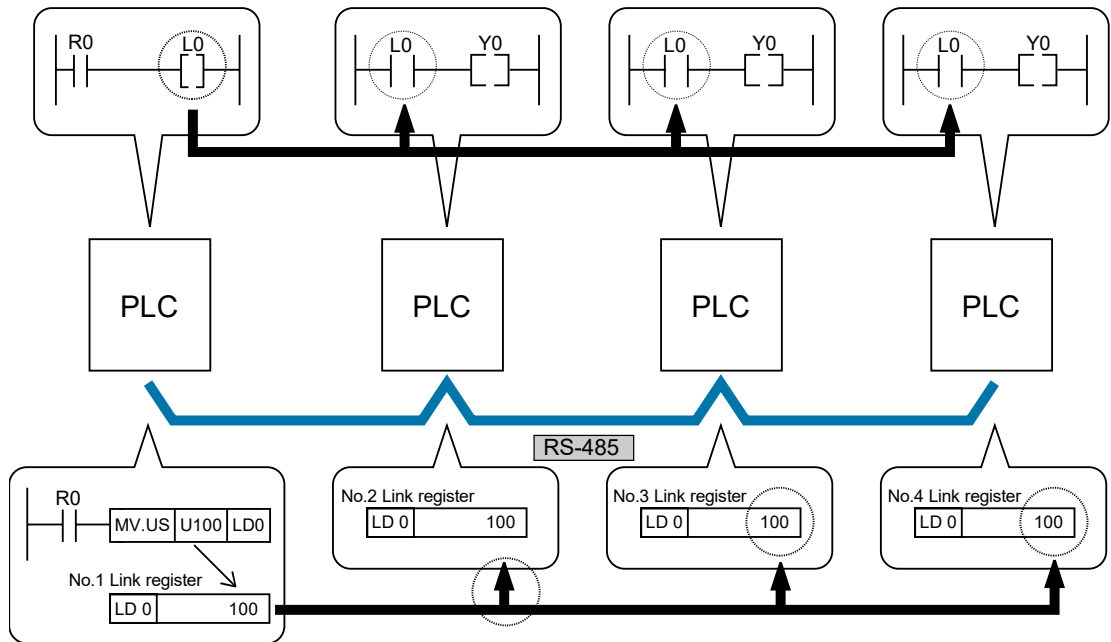 R0 L0
L0 Y0
L0 Y0
L0 Y0
PLC
PLC
PLC
PLC
RS-485
R0
MV.US U100 LD0
No.1 Link register
LD 0 100
No.2 Link register
LD 0 100
No.3 Link register
LD 0 100
No.4 Link register
LD 0 100